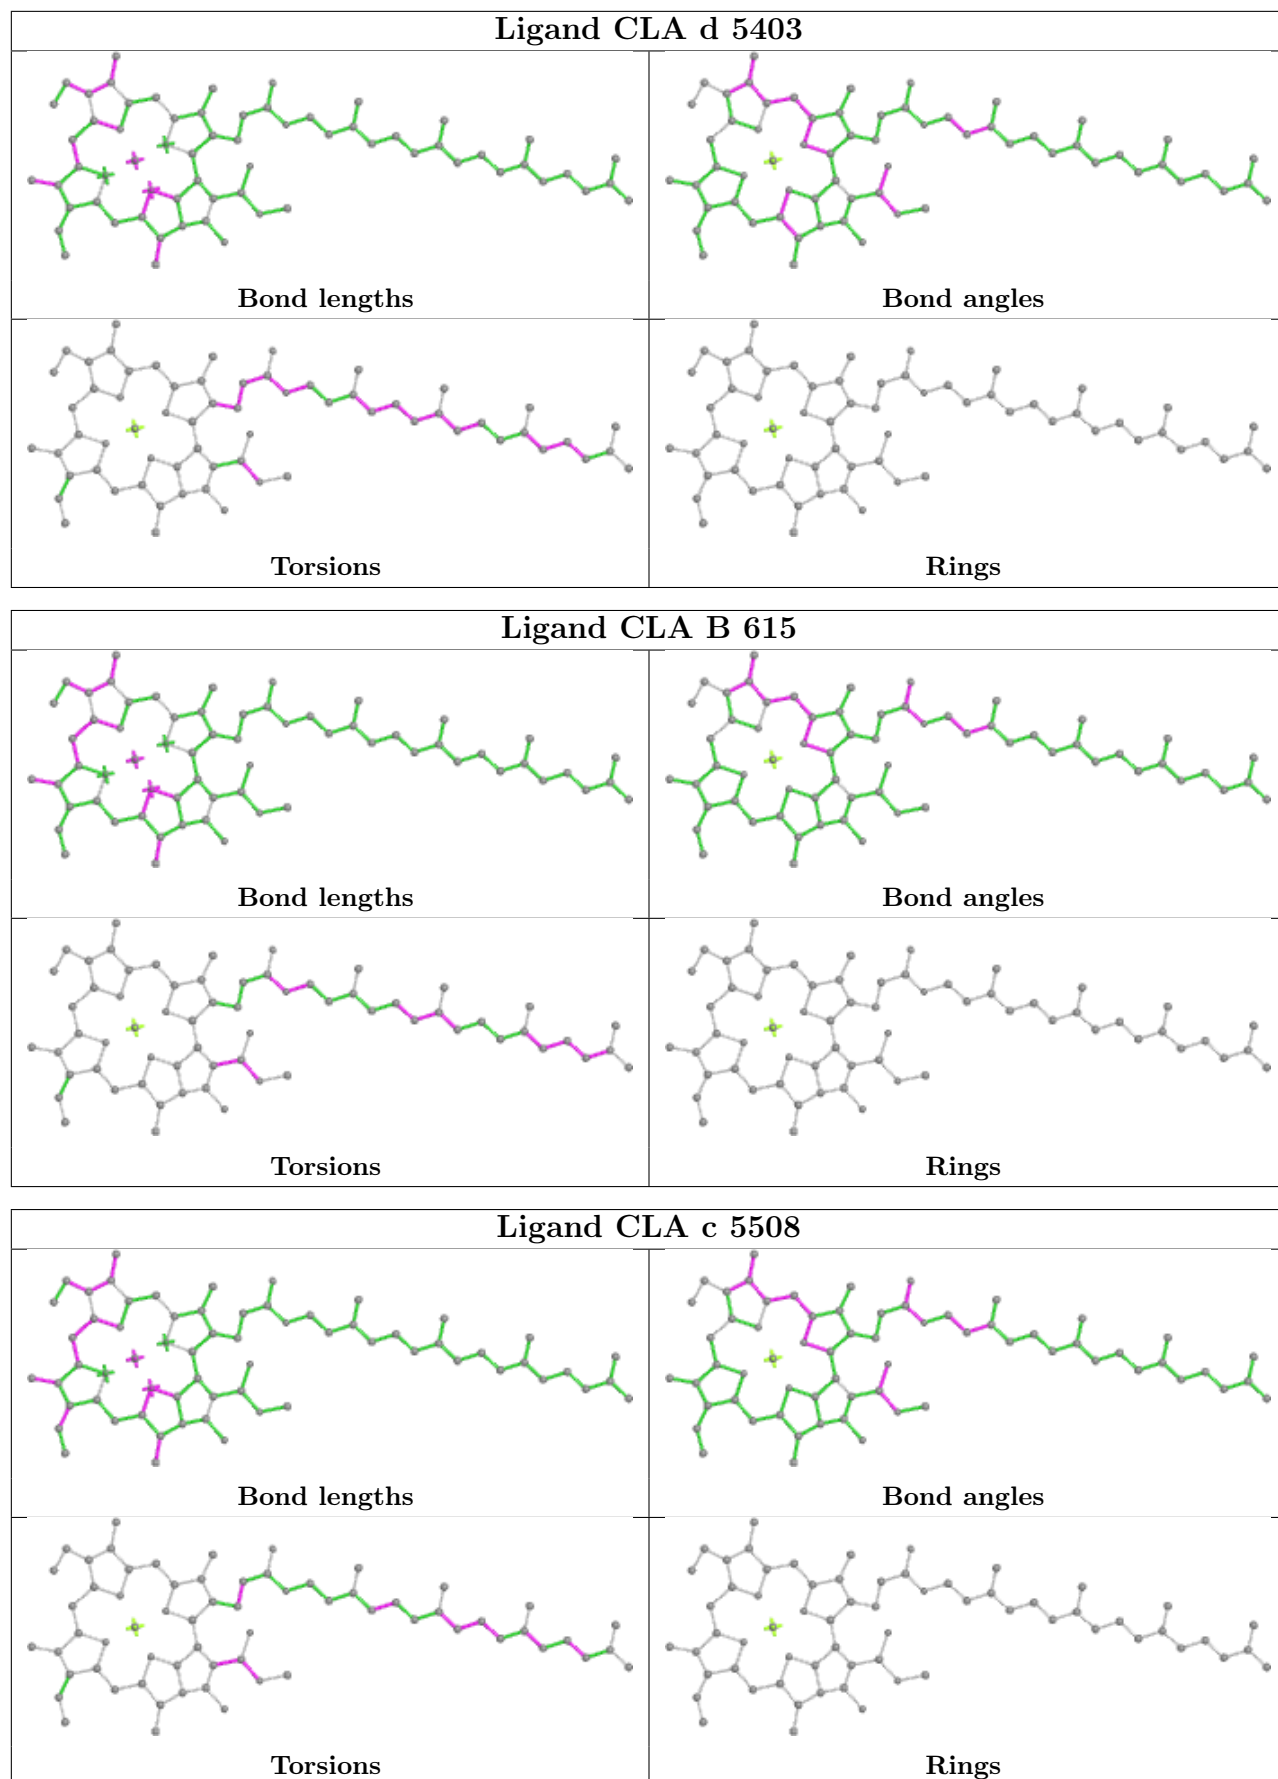 Ligand CLA d 5403
Bond lengths
Bond angles
Torsions
Rings
Ligand CLA B 615
Bond lengths
Bond angles
Torsions
Rings
Ligand CLA c 5508
Bond lengths
Bond angles
Torsions
Rings